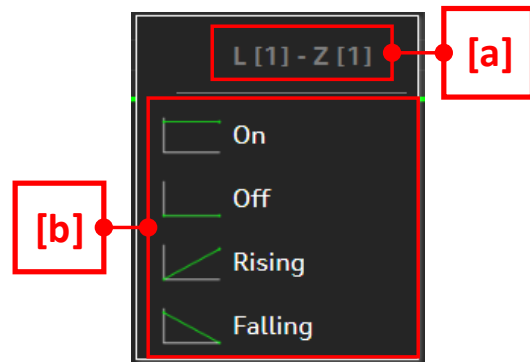 L [1] - Z [1]
[a]
On
Off
[b]
Rising
Falling